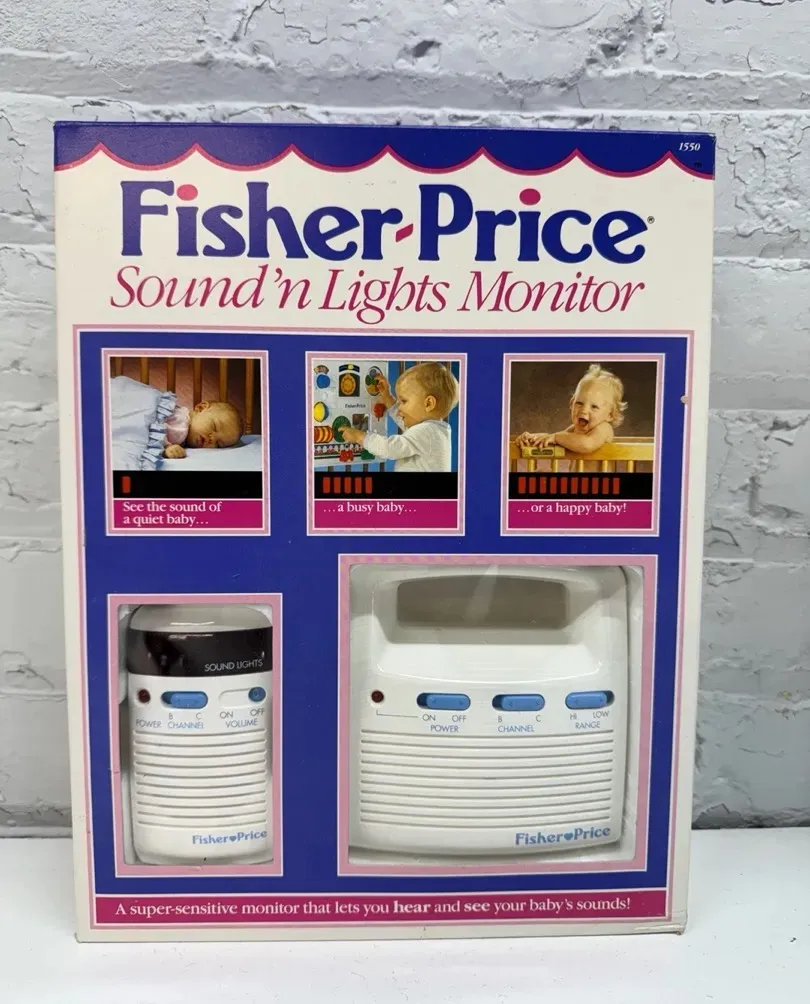 1550
Fisher-Price®
Sound 'n Lights Monitor
See the sound of
a quiet baby...
...a busy baby...
...or a happy baby!
SOUND LIGHTS
POWER
B C
CHANNEL
ON OFF
VOLUME
Fisher-Price
ON OFF
POWER
B C
CHANNEL
HI LOW
RANGE
Fisher-Price
A super-sensitive monitor that lets you hear and see your baby's sounds!